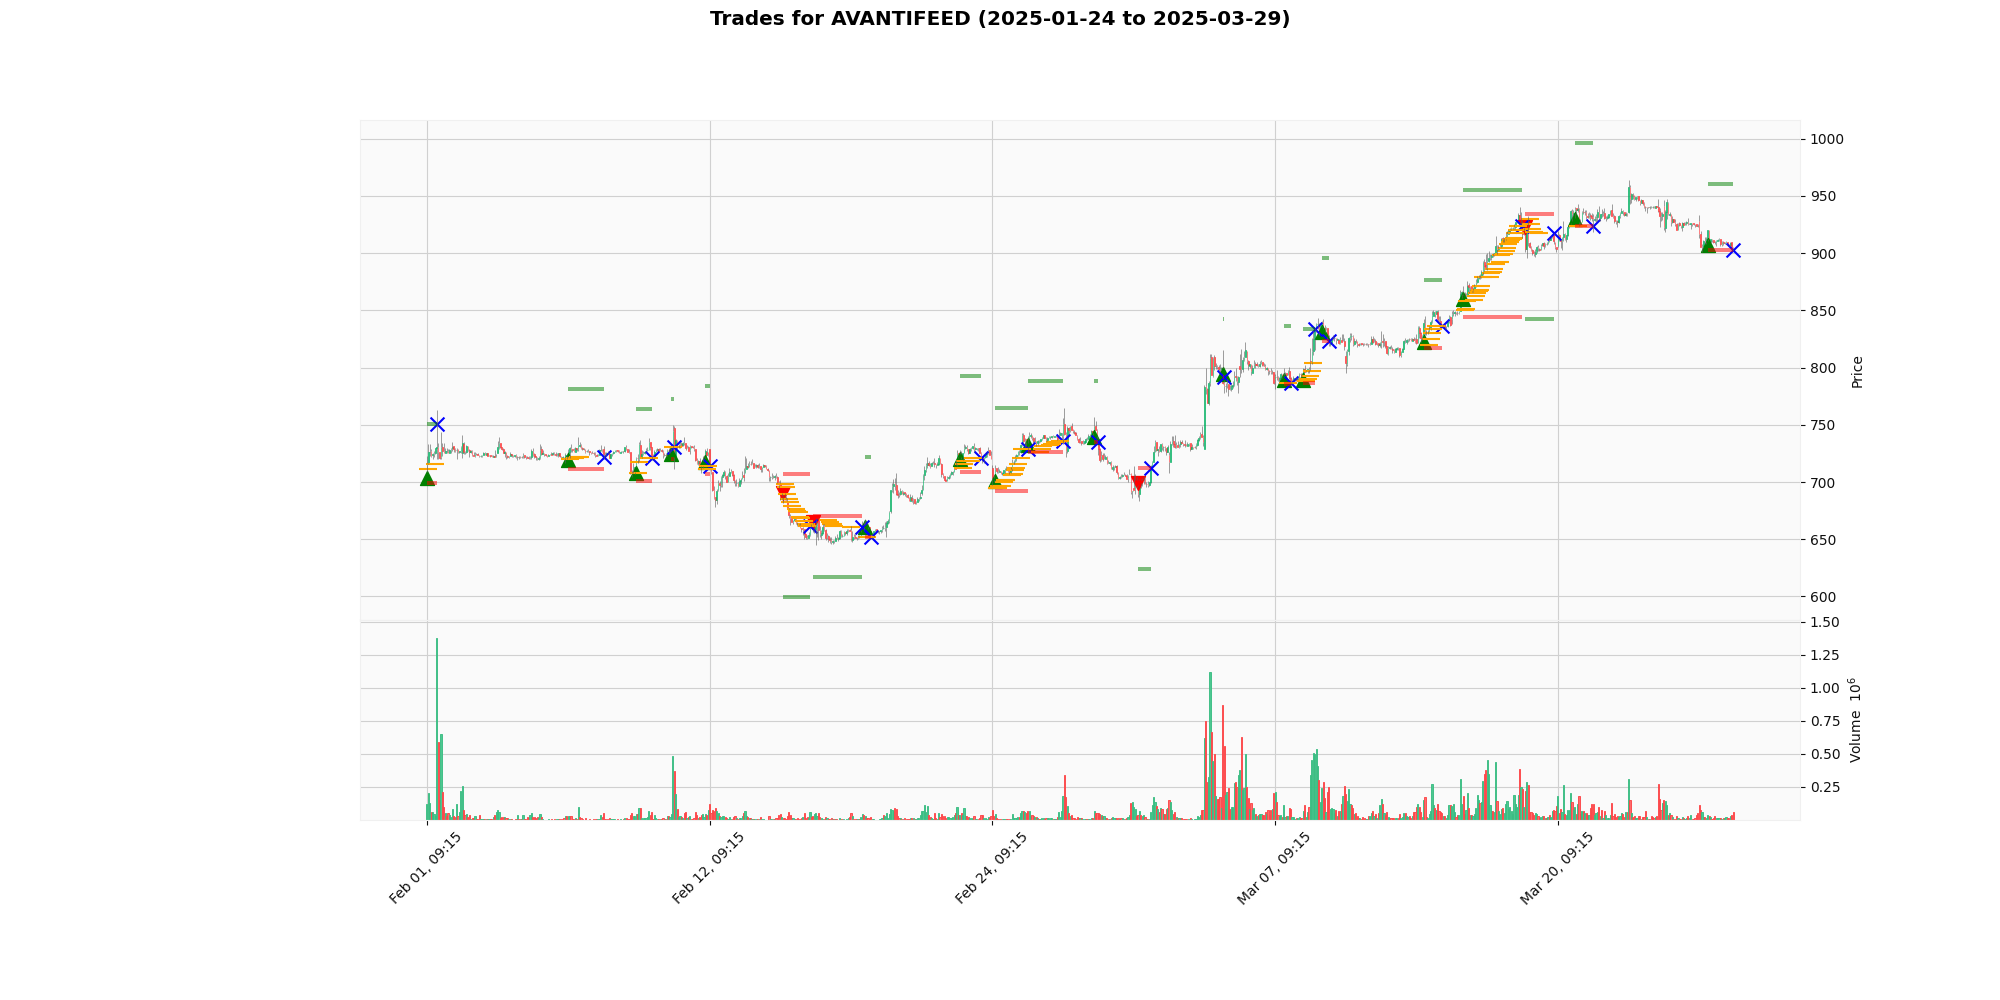 Trades for AVANTIFEED (2025-01-24 to 2025-03-29)
1000
950
900
850
800
750
700
650
600
Price
1.50
1.25
1.00
0.75
0.50
0.25
Volume 10⁶
Feb 01, 09:15
Feb 12, 09:15
Feb 24, 09:15
Mar 07, 09:15
Mar 20, 09:15